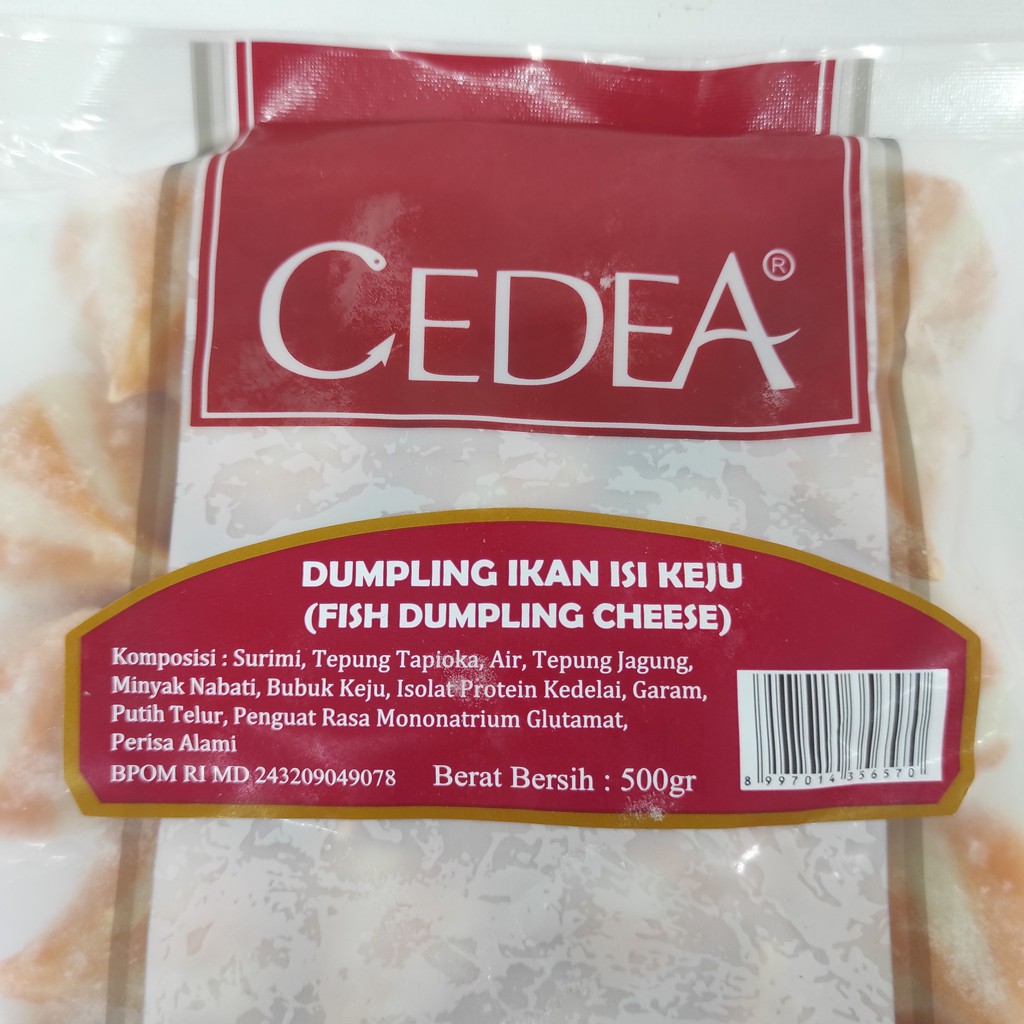 CEDEA®
DUMPLING IKAN ISI KEJU
(FISH DUMPLING CHEESE)
Komposisi : Surimi, Tepung Tapioka, Air, Tepung Jagung,
Minyak Nabati, Bubuk Keju, Isolat Protein Kedelai, Garam,
Putih Telur, Penguat Rasa Mononatrium Glutamat,
Perisa Alami
BPOM RI MD 243209049078 Berat Bersih : 500gr
8 997014 356570